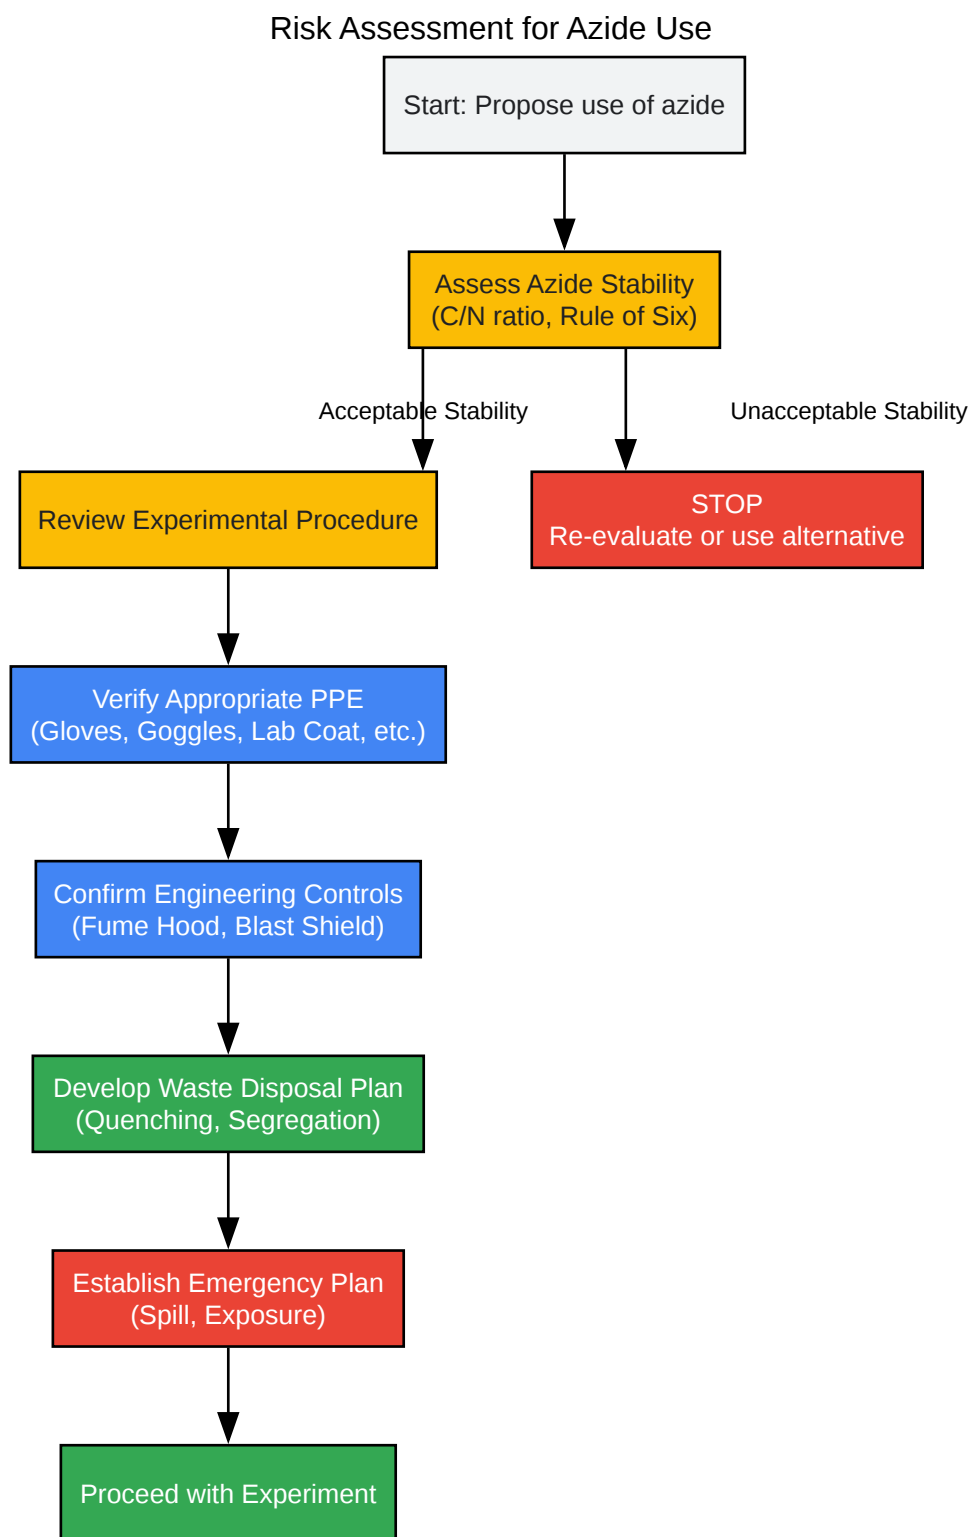 Risk Assessment for Azide Use
Start: Propose use of azide
Assess Azide Stability
(C/N ratio, Rule of Six)
Acceptable Stability
Unacceptable Stability
Review Experimental Procedure
STOP
Re-evaluate or use alternative
Verify Appropriate PPE
(Gloves, Goggles, Lab Coat, etc.)
Confirm Engineering Controls
(Fume Hood, Blast Shield)
Develop Waste Disposal Plan
(Quenching, Segregation)
Establish Emergency Plan
(Spill, Exposure)
Proceed with Experiment